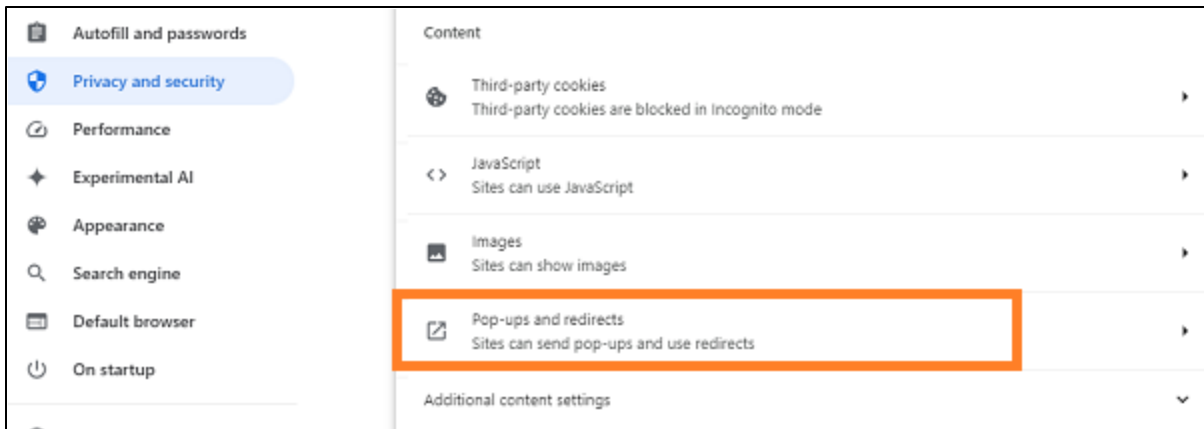 Autofill and passwords
Privacy and security
Performance
Experimental AI
Appearance
Search engine
Default browser
On startup
Content
Third-party cookies
Third-party cookies are blocked in Incognito mode
JavaScript
Sites can use JavaScript
Images
Sites can show images
Pop-ups and redirects
Sites can send pop-ups and use redirects
Additional content settings